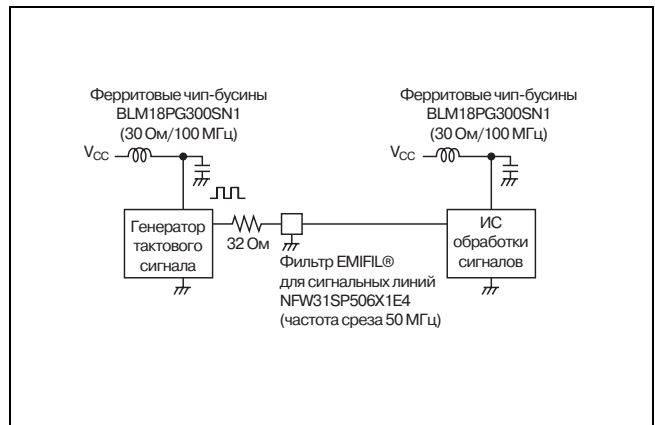 Ферритовые чип-бусины
BLM18PG300SN1
(30 Ом/100 МГц)
VCC
Ферритовые чип-бусины
BLM18PG300SN1
(30 Ом/100 МГц)
VCC
Генератор
тактового
сигнала
32 Ом
Фильтр EMIFIL®
для сигнальных линий
NFW31SP506X1E4
(частота среза 50 МГц)
ИС
обработки
сигналов